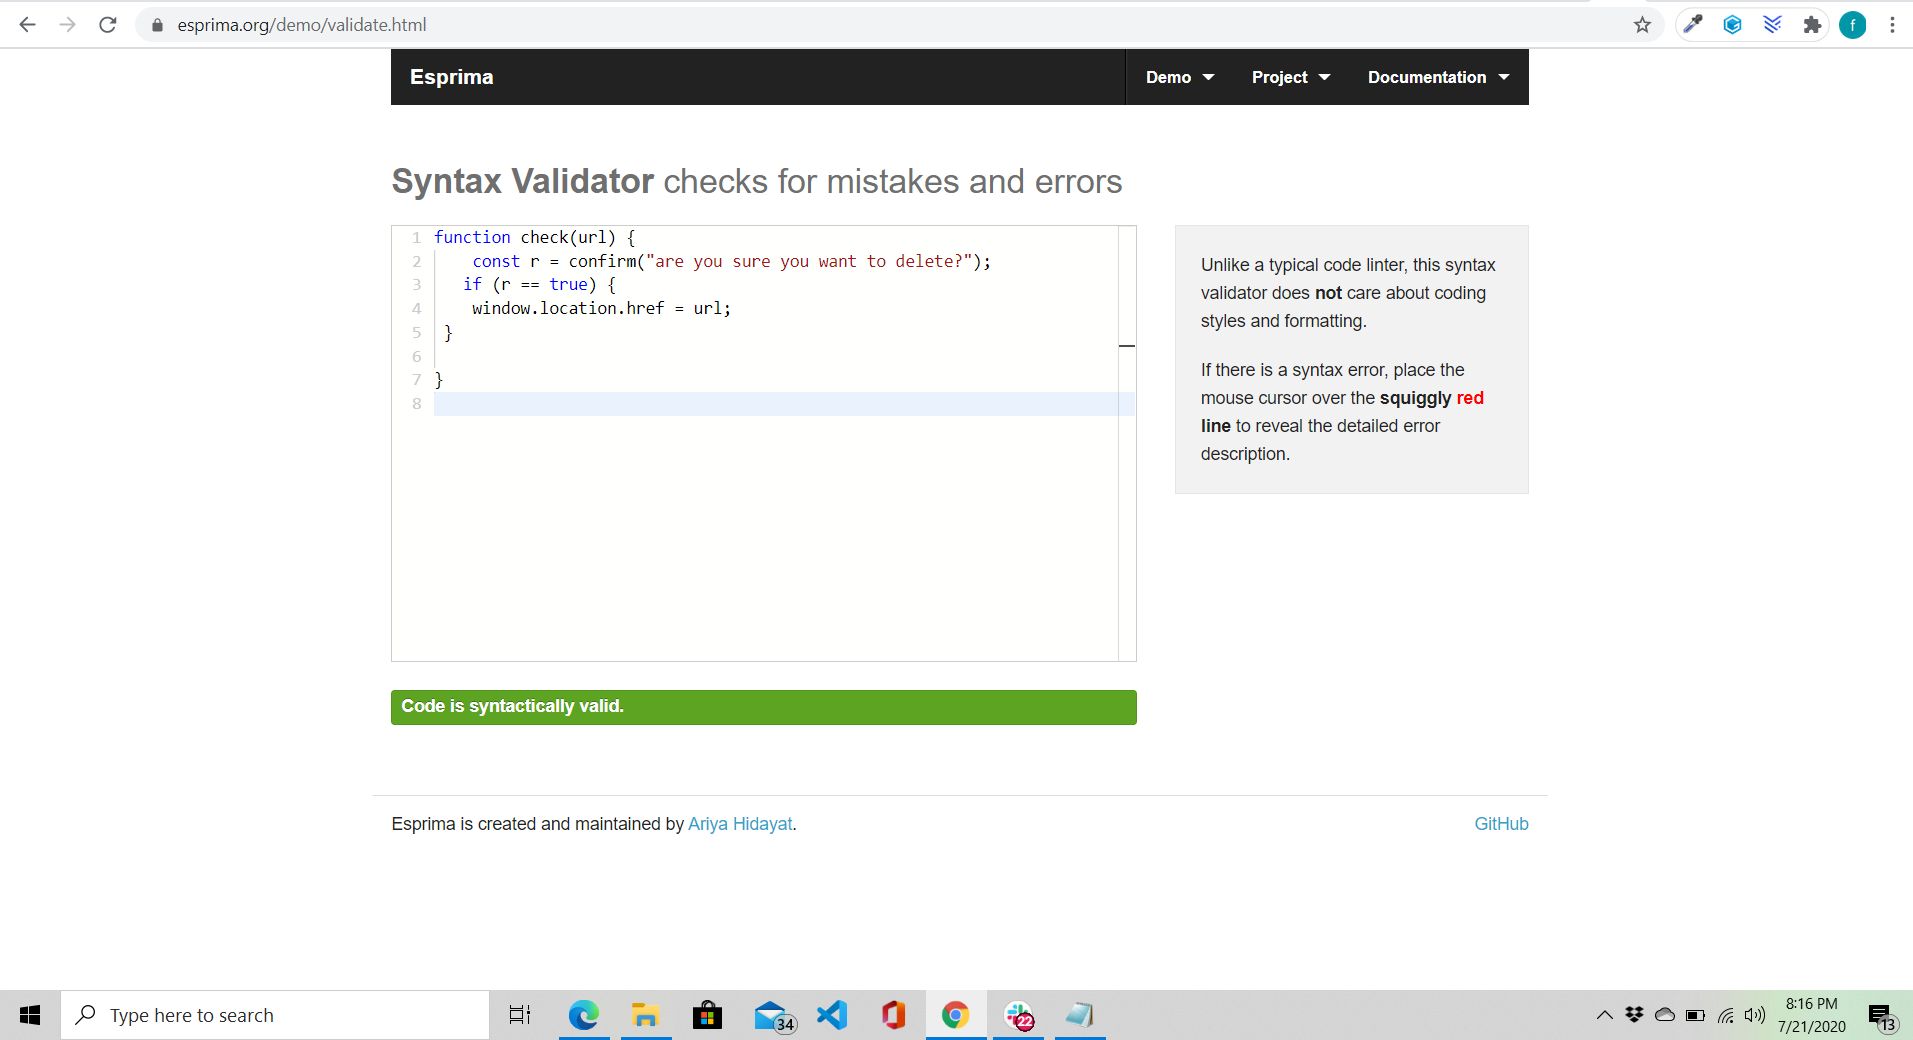 esprima.org/demo/validate.html
f
Esprima
Demo Project Documentation
Syntax Validator checks for mistakes and errors
1 function check(url) {
2 const r = confirm("are you sure you want to delete?");
3 if (r == true) {
4 window.location.href = url;
5 }
6
7 }
8
Unlike a typical code linter, this syntax
validator does not care about coding
styles and formatting.
If there is a syntax error, place the
mouse cursor over the squiggly red
line to reveal the detailed error
description.
Code is syntactically valid.
Esprima is created and maintained by Ariya Hidayat.
GitHub
Type here to search
34
22
8:16 PM
7/21/2020
13